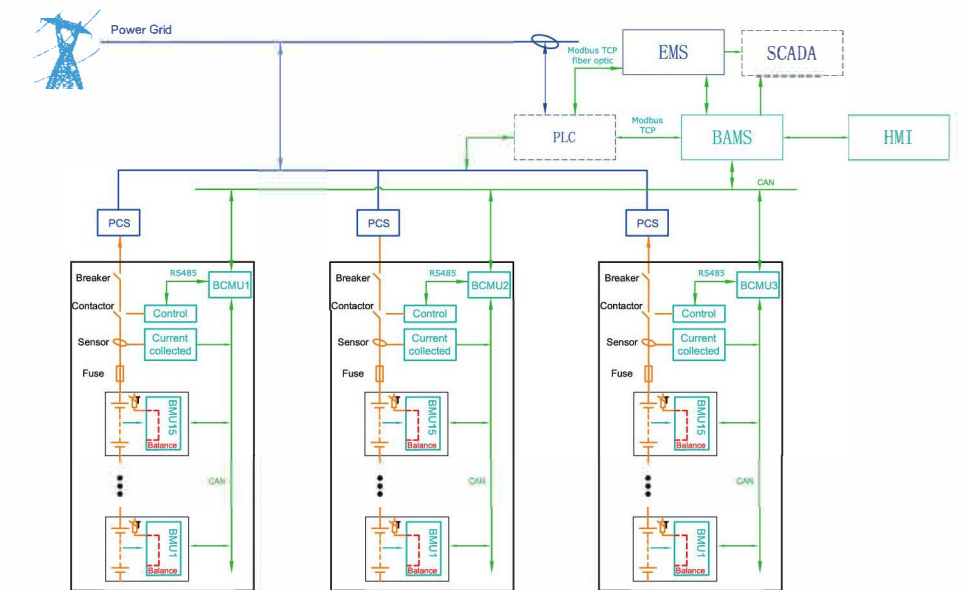 Power Grid
Modbus TCP
fiber optic
EMS
SCADA
PLC
Modbus
TCP
BAMS
HMI
CAN
PCS
PCS
PCS
Breaker
RS485
BCMU1
Contactor
Control
Sensor
Current
collected
Fuse
T
BMU15
Balance
CAN
T
BMU1
Balance
Breaker
RS485
BCMU2
Contactor
Control
Sensor
Current
collected
Fuse
T
BMU15
Balance
CAN
T
BMU1
Balance
Breaker
RS485
BCMU3
Contactor
Control
Sensor
Current
collected
Fuse
T
BMU15
Balance
CAN
T
BMU1
Balance